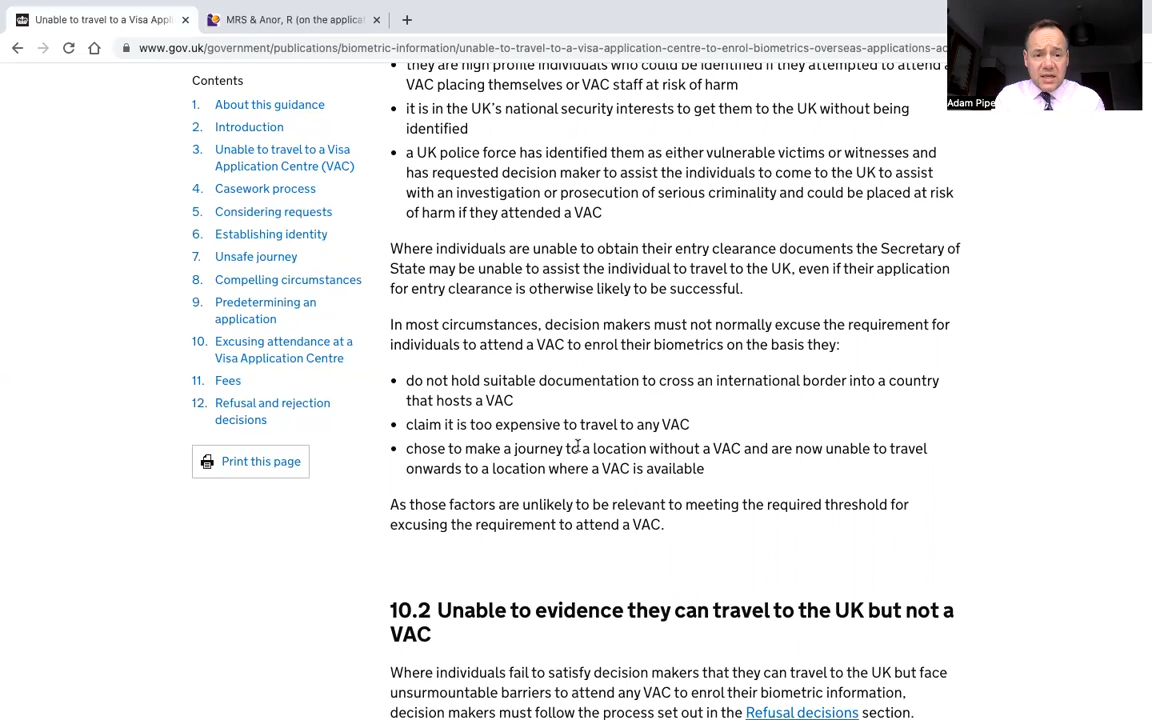 Unable to travel to a Visa Appli
MRS & Anor, R (on the applicat
www.gov.uk/government/publications/biometric-information/unable-to-travel-to-a-visa-application-centre-to-enrol-biometrics-overseas-applications-ac
Adam Pipe
Contents
1. About this guidance
2. Introduction
3. Unable to travel to a Visa
Application Centre (VAC)
4. Casework process
5. Considering requests
6. Establishing identity
7. Unsafe journey
8. Compelling circumstances
9. Predetermining an
application
10. Excusing attendance at a
Visa Application Centre
11. Fees
12. Refusal and rejection
decisions
Print this page
they are high profile individuals who could be identified if they attempted to attend a
VAC placing themselves or VAC staff at risk of harm
it is in the UK's national security interests to get them to the UK without being
identified
a UK police force has identified them as either vulnerable victims or witnesses and
has requested decision maker to assist the individuals to come to the UK to assist
with an investigation or prosecution of serious criminality and could be placed at risk
of harm if they attended a VAC
Where individuals are unable to obtain their entry clearance documents the Secretary of
State may be unable to assist the individual to travel to the UK, even if their application
for entry clearance is otherwise likely to be successful.
In most circumstances, decision makers must not normally excuse the requirement for
individuals to attend a VAC to enrol their biometrics on the basis they:
do not hold suitable documentation to cross an international border into a country
that hosts a VAC
claim it is too expensive to travel to any VAC
chose to make a journey to a location without a VAC and are now unable to travel
onwards to a location where a VAC is available
As those factors are unlikely to be relevant to meeting the required threshold for
excusing the requirement to attend a VAC.
10.2 Unable to evidence they can travel to the UK but not a
VAC
Where individuals fail to satisfy decision makers that they can travel to the UK but face
unsurmountable barriers to attend any VAC to enrol their biometric information,
decision makers must follow the process set out in the Refusal decisions section.